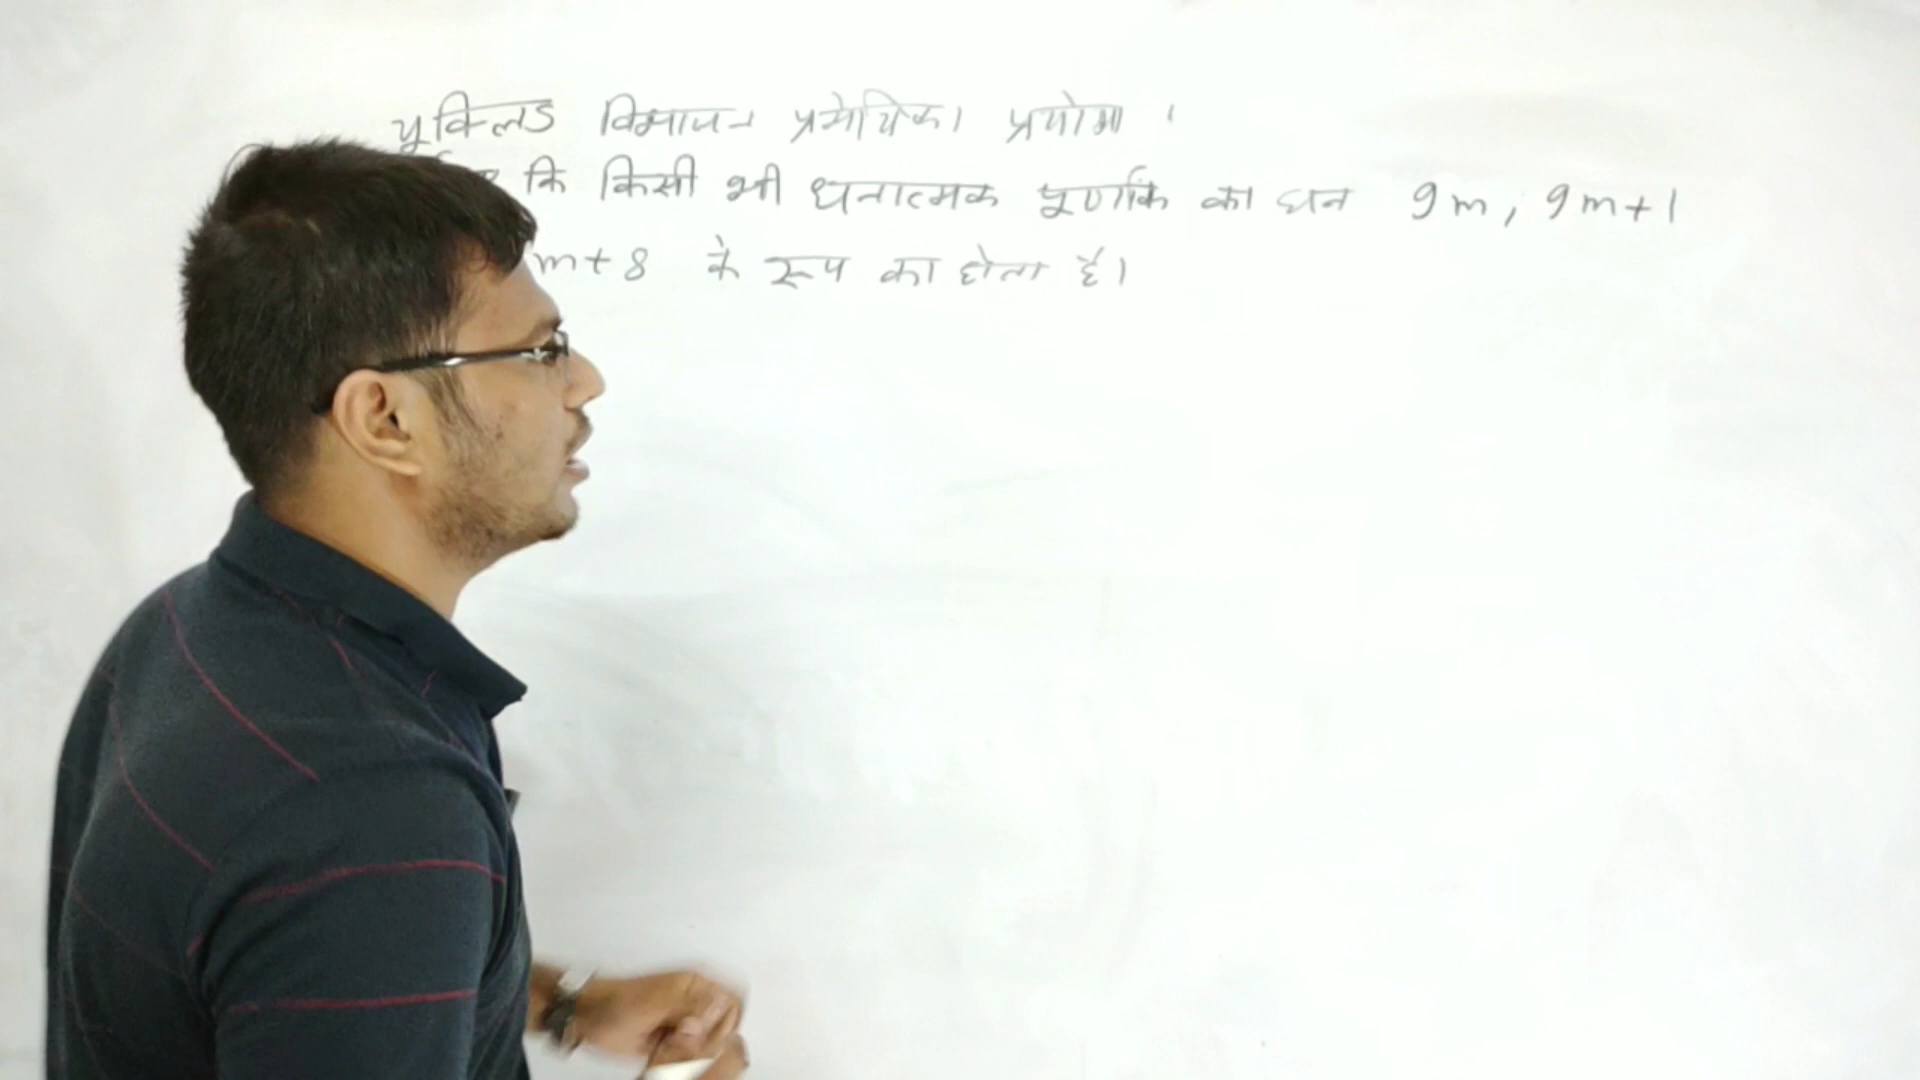 यूक्लिड विभाजन प्रमेयिका प्रयोग ।
कि किसी भी धनात्मक पूर्णांक का घन 9m, 9m+1
m+8 के रूप का होता है।